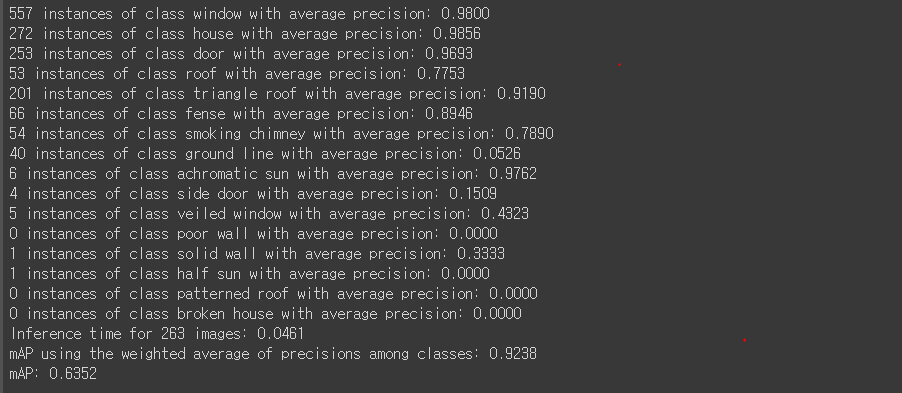 557 instances of class window with average precision: 0.9800
272 instances of class house with average precision: 0.9856
253 instances of class door with average precision: 0.9693
53 instances of class roof with average precision: 0.7753
201 instances of class triangle roof with average precision: 0.9190
66 instances of class fense with average precision: 0.8946
54 instances of class smoking chimney with average precision: 0.7890
40 instances of class ground line with average precision: 0.0526
6 instances of class achromatic sun with average precision: 0.9762
4 instances of class side door with average precision: 0.1509
5 instances of class veiled window with average precision: 0.4323
0 instances of class poor wall with average precision: 0.0000
1 instances of class solid wall with average precision: 0.3333
1 instances of class half sun with average precision: 0.0000
0 instances of class patterned roof with average precision: 0.0000
0 instances of class broken house with average precision: 0.0000
Inference time for 263 images: 0.0461
mAP using the weighted average of precisions among classes: 0.9238
mAP: 0.6352